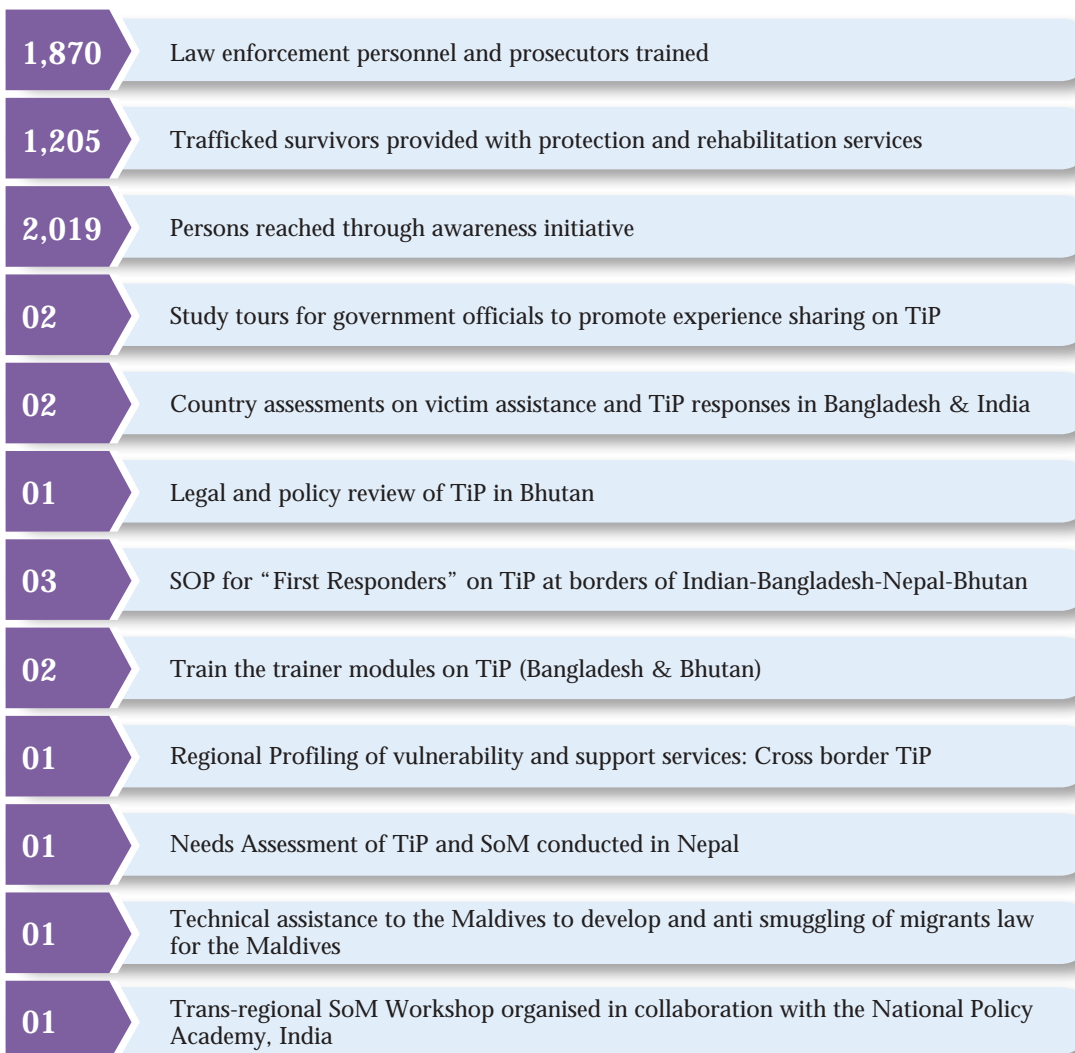 1,870 Law enforcement personnel and prosecutors trained
1,205 Trafficked survivors provided with protection and rehabilitation services
2,019 Persons reached through awareness initiative
02 Study tours for government officials to promote experience sharing on TiP
02 Country assessments on victim assistance and TiP responses in Bangladesh & India
01 Legal and policy review of TiP in Bhutan
03 SOP for “First Responders” on TiP at borders of Indian-Bangladesh-Nepal-Bhutan
02 Train the trainer modules on TiP (Bangladesh & Bhutan)
01 Regional Profiling of vulnerability and support services: Cross border TiP
01 Needs Assessment of TiP and SoM conducted in Nepal
01 Technical assistance to the Maldives to develop and anti smuggling of migrants law
for the Maldives
01 Trans-regional SoM Workshop organised in collaboration with the National Policy
Academy, India